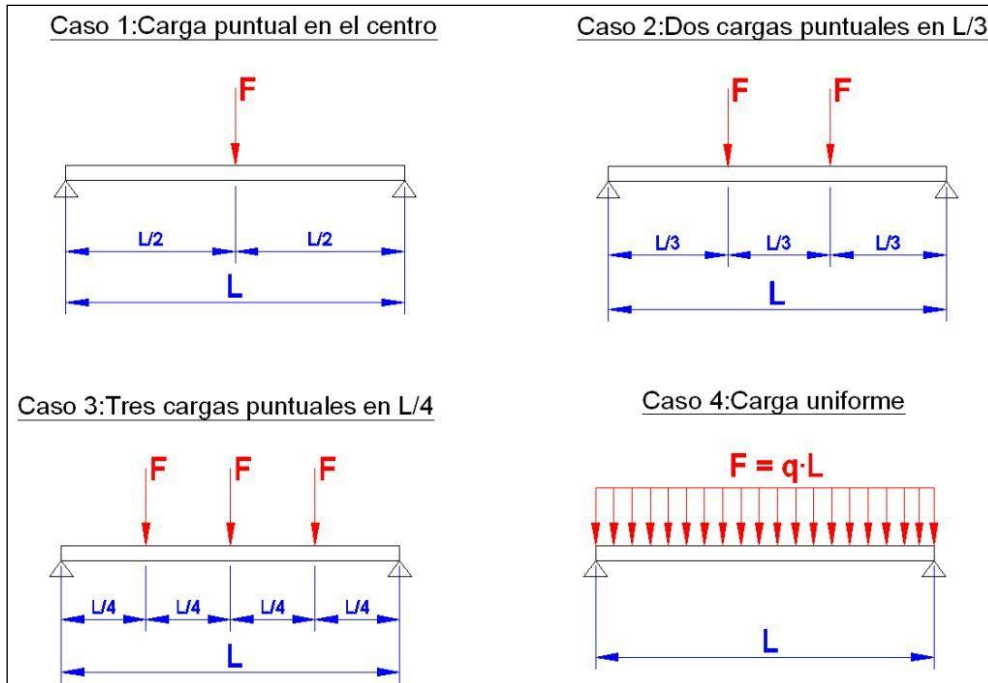 Caso 1:Carga puntual en el centro
F
L/2 L/2
L
Caso 2:Dos cargas puntuales en L/3
F F
L/3 L/3 L/3
L
Caso 3:Tres cargas puntuales en L/4
F F F
L/4 L/4 L/4 L/4
L
Caso 4:Carga uniforme
F = q·L
L